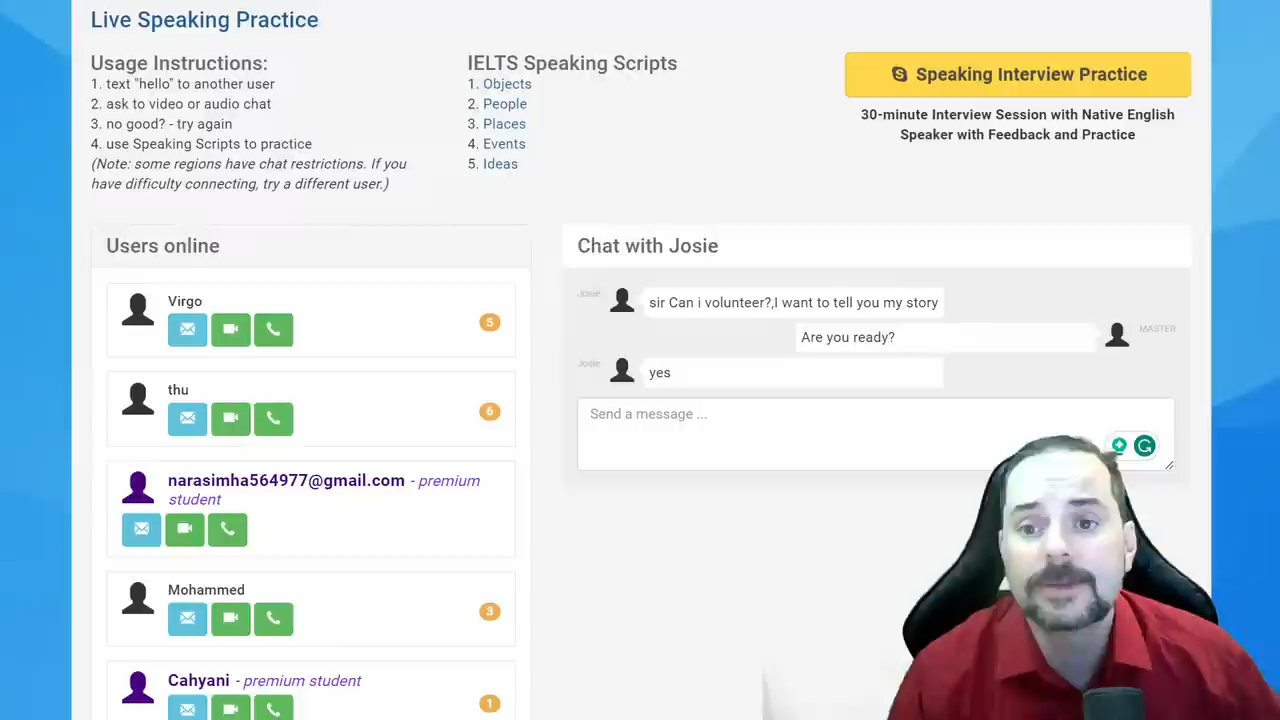 Live Speaking Practice
Usage Instructions:
1. text "hello" to another user
2. ask to video or audio chat
3. no good? - try again
4. use Speaking Scripts to practice
(Note: some regions have chat restrictions. If you
have difficulty connecting, try a different user.)
IELTS Speaking Scripts
1. Objects
2. People
3. Places
4. Events
5. Ideas
Speaking Interview Practice
30-minute Interview Session with Native English
Speaker with Feedback and Practice
Users online
Virgo
5
thu
6
narasimha564977@gmail.com - premium
student
Mohammed
3
Cahyani - premium student
1
Chat with Josie
Josie
sir Can i volunteer?,I want to tell you my story
Are you ready?
MASTER
Josie
yes
Send a message ...